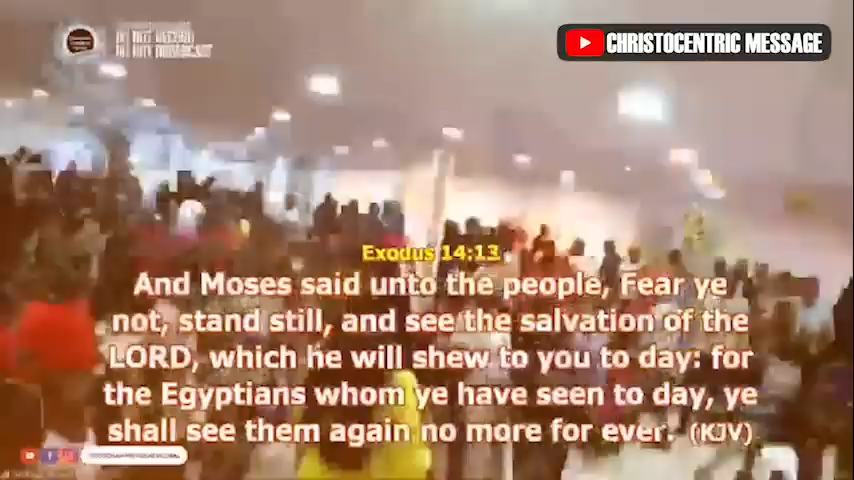 CHRISTOCENTRIC MESSAGE
Exodus 14:13
And Moses said unto the people, Fear ye
not, stand still, and see the salvation of the
LORD, which he will shew to you to day: for
the Egyptians whom ye have seen to day, ye
shall see them again no more for ever. (KJV)